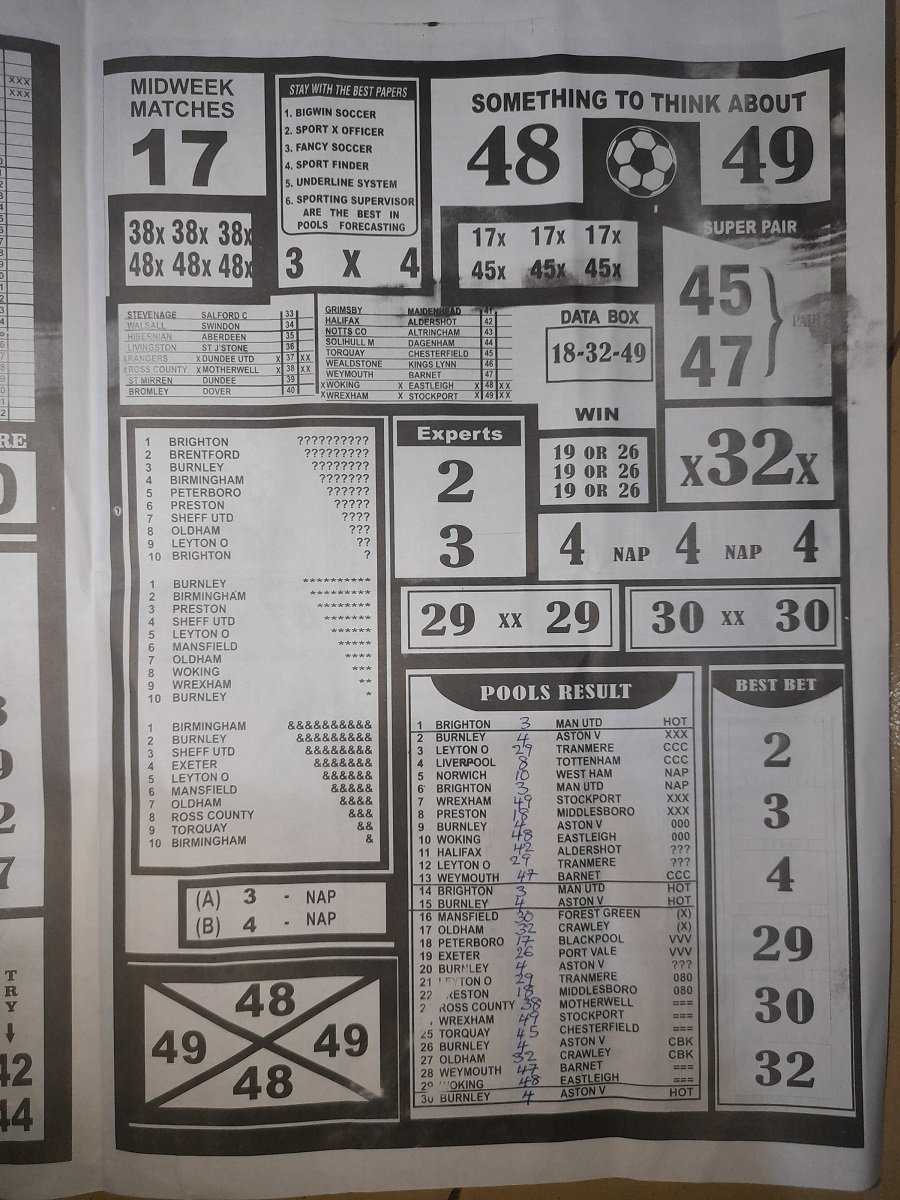 MIDWEEK
MATCHES
17
38x 38x 38x
48x 48x 48x
STAY WITH THE BEST PAPERS
1. BIGWIN SOCCER
2. SPORT X OFFICER
3. FANCY SOCCER
4. SPORT FINDER
5. UNDERLINE SYSTEM
6. SPORTING SUPERVISOR
ARE THE BEST IN
POOLS FORECASTING
3 X 4
SOMETHING TO THINK ABOUT
48 49
17x 17x 17x
45x 45x 45x
SUPER PAIR
45
47
PAIR
STEVENAGE SALFORD C 33
WALSALL SWINDON 34
HIBERNIAN ABERDEEN 35
LIVINGSTON ST J'STONE 36
XRANGERS XDUNDEE UTD X 37 XX
XROSS COUNTY XMOTHERWELL X 38 XX
ST MIRREN DUNDEE 39
BROMLEY DOVER 40
GRIMSBY MAIDENHEAD 41
HALIFAX ALDERSHOT 42
NOTTS CO ALTRINCHAM 43
SOLIHULL M DAGENHAM 44
TORQUAY CHESTERFIELD 45
WEALDSTONE KINGS LYNN 46
WEYMOUTH BARNET 47
XWOKING X EASTLEIGH X 48 XX
XWREXHAM X STOCKPORT X 49 XX
DATA BOX
18-32-49
WIN
19 OR 26
19 OR 26
19 OR 26
x32x
Experts
2
3
4 NAP 4 NAP 4
29 XX 29
30 XX 30
1 BRIGHTON ??????????
2 BRENTFORD ?????????
3 BURNLEY ????????
4 BIRMINGHAM ???????
5 PETERBORO ??????
6 PRESTON ?????
7 SHEFF UTD ????
8 OLDHAM ???
9 LEYTON O ??
10 BRIGHTON ?
1 BURNLEY **********
2 BIRMINGHAM *********
3 PRESTON ********
4 SHEFF UTD *******
5 LEYTON O ******
6 MANSFIELD *****
7 OLDHAM ****
8 WOKING ***
9 WREXHAM **
10 BURNLEY *
1 BIRMINGHAM &&&&&&&&&&
2 BURNLEY &&&&&&&&&
3 SHEFF UTD &&&&&&&&
4 EXETER &&&&&&&
5 LEYTON O &&&&&&
6 MANSFIELD &&&&&
7 OLDHAM &&&&
8 ROSS COUNTY &&&
9 TORQUAY &&
10 BIRMINGHAM &
(A) 3 - NAP
(B) 4 - NAP
48
49 49
48
POOLS RESULT
1 BRIGHTON 3 MAN UTD HOT
2 BURNLEY 4 ASTON V XXX
3 LEYTON O 29 TRANMERE CCC
4 LIVERPOOL 8 TOTTENHAM CCC
5 NORWICH 10 WEST HAM NAP
6 BRIGHTON 3 MAN UTD NAP
7 WREXHAM 49 STOCKPORT XXX
8 PRESTON 18 MIDDLESBORO XXX
9 BURNLEY 4 ASTON V 000
10 WOKING 48 EASTLEIGH 000
11 HALIFAX 42 ALDERSHOT ???
12 LEYTON O 29 TRANMERE ???
13 WEYMOUTH 47 BARNET CCC
14 BRIGHTON 3 MAN UTD HOT
15 BURNLEY 4 ASTON V HOT
16 MANSFIELD 30 FOREST GREEN (X)
17 OLDHAM 32 CRAWLEY (X)
18 PETERBORO 17 BLACKPOOL VVV
19 EXETER 26 PORT VALE VVV
20 BURNLEY 4 ASTON V ???
21 EYTON O 29 TRANMERE 080
22 RESTON 18 MIDDLESBORO 080
2 ROSS COUNTY 38 MOTHERWELL ===
WREXHAM 49 STOCKPORT ===
25 TORQUAY 45 CHESTERFIELD ===
26 BURNLEY 4 ASTON V CBK
27 OLDHAM 32 CRAWLEY CBK
28 WEYMOUTH 47 BARNET ===
29 OKING 48 EASTLEIGH ===
30 BURNLEY 4 ASTON V HOT
BEST BET
2
3
4
29
30
32
T
R
Y
42
44